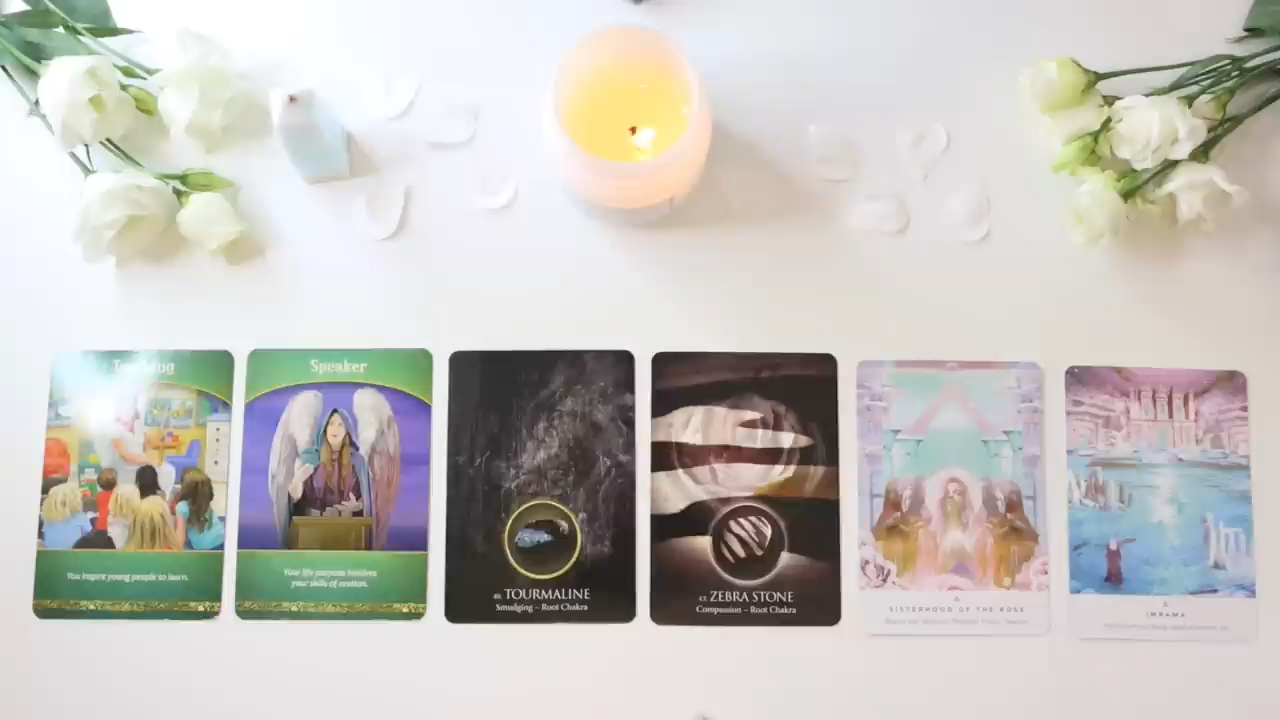 Speaker
You inspire young people to learn.
Your life purpose involves
your skills of oration.
40. TOURMALINE
Smudging – Root Chakra
43. ZEBRA STONE
Compassion – Root Chakra
SISTERHOOD OF THE ROSE
IMRAMA